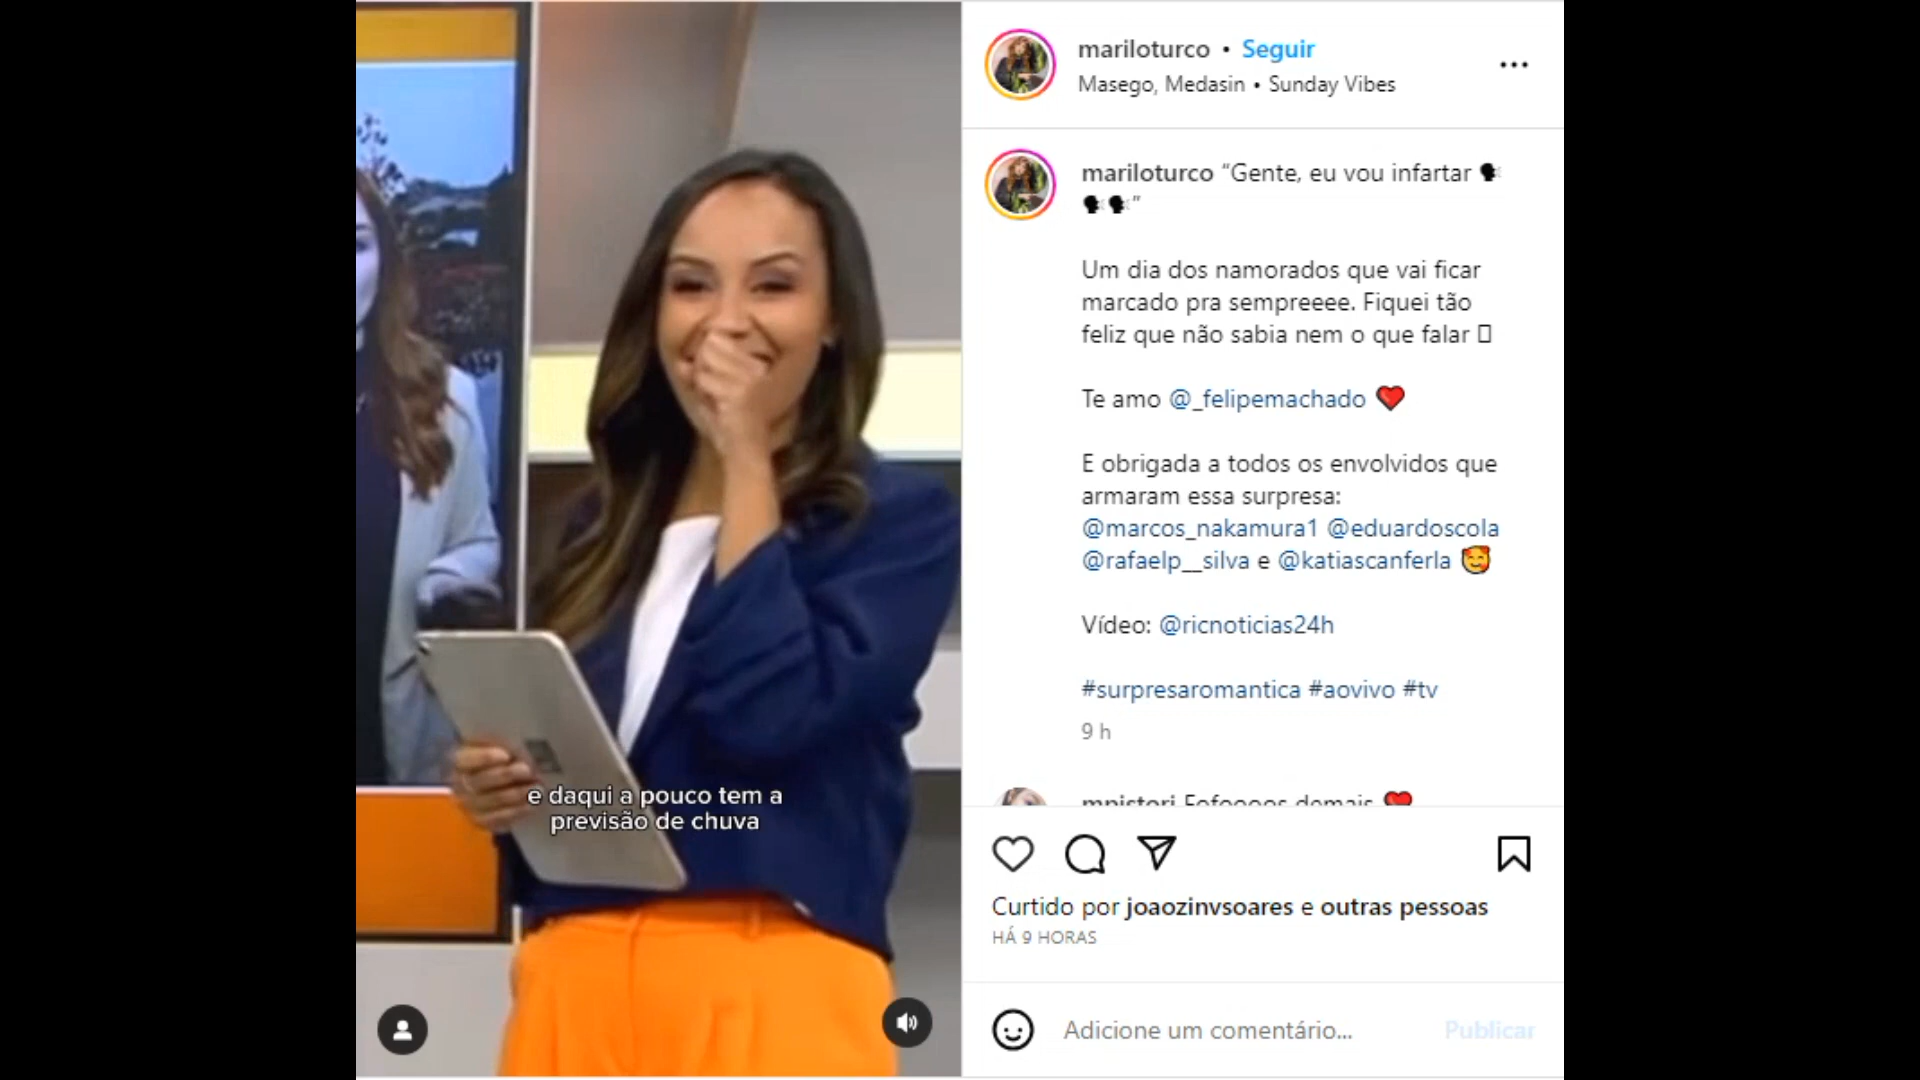 mariloturco • Seguir
Masego, Medasin • Sunday Vibes
mariloturco “Gente, eu vou infartar 🗣
🗣🗣”
Um dia dos namorados que vai ficar
marcado pra sempreeee. Fiquei tão
feliz que não sabia nem o que falar
Te amo @_felipemachado ❤️
E obrigada a todos os envolvidos que
armaram essa surpresa:
@marcos_nakamura1 @eduardoscola
@rafaelp__silva e @katiascanferla 🥰
Vídeo: @ricnoticias24h
#surpresaromantica #aovivo #tv
9 h
mpistori Fofoooos demais ❤️
e daqui a pouco tem a
previsão de chuva
Curtido por joaozinvsoares e outras pessoas
HÁ 9 HORAS
Adicione um comentário... Publicar